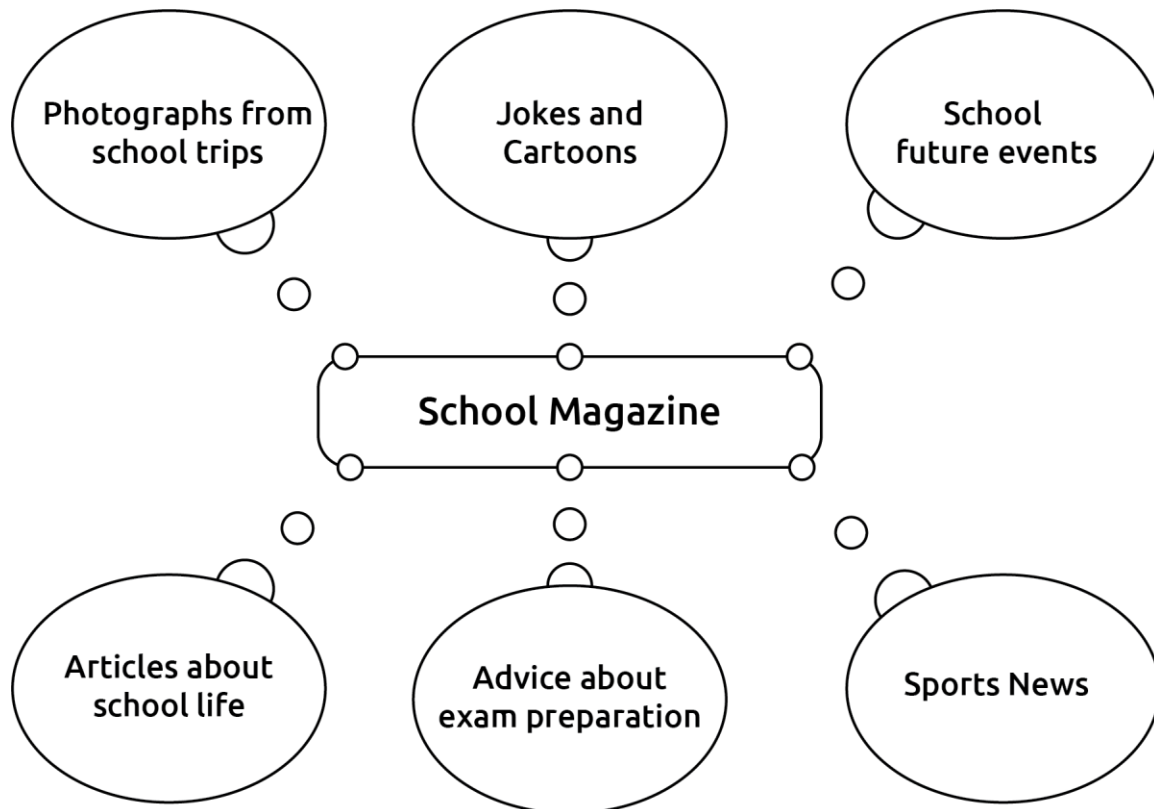 Photographs from
school trips
Jokes and
Cartoons
School
future events
School Magazine
Articles about
school life
Advice about
exam preparation
Sports News